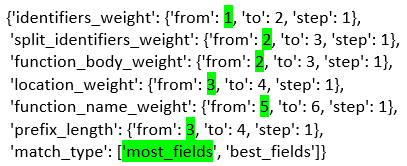 {'identifiers_weight': {'from': 1, 'to': 2, 'step': 1},
'split_identifiers_weight': {'from': 2, 'to': 3, 'step': 1},
'function_body_weight': {'from': 2, 'to': 3, 'step': 1},
'location_weight': {'from': 3, 'to': 4, 'step': 1},
'function_name_weight': {'from': 5, 'to': 6, 'step': 1},
'prefix_length': {'from': 3, 'to': 4, 'step': 1},
'match_type': ['most_fields', 'best_fields']}